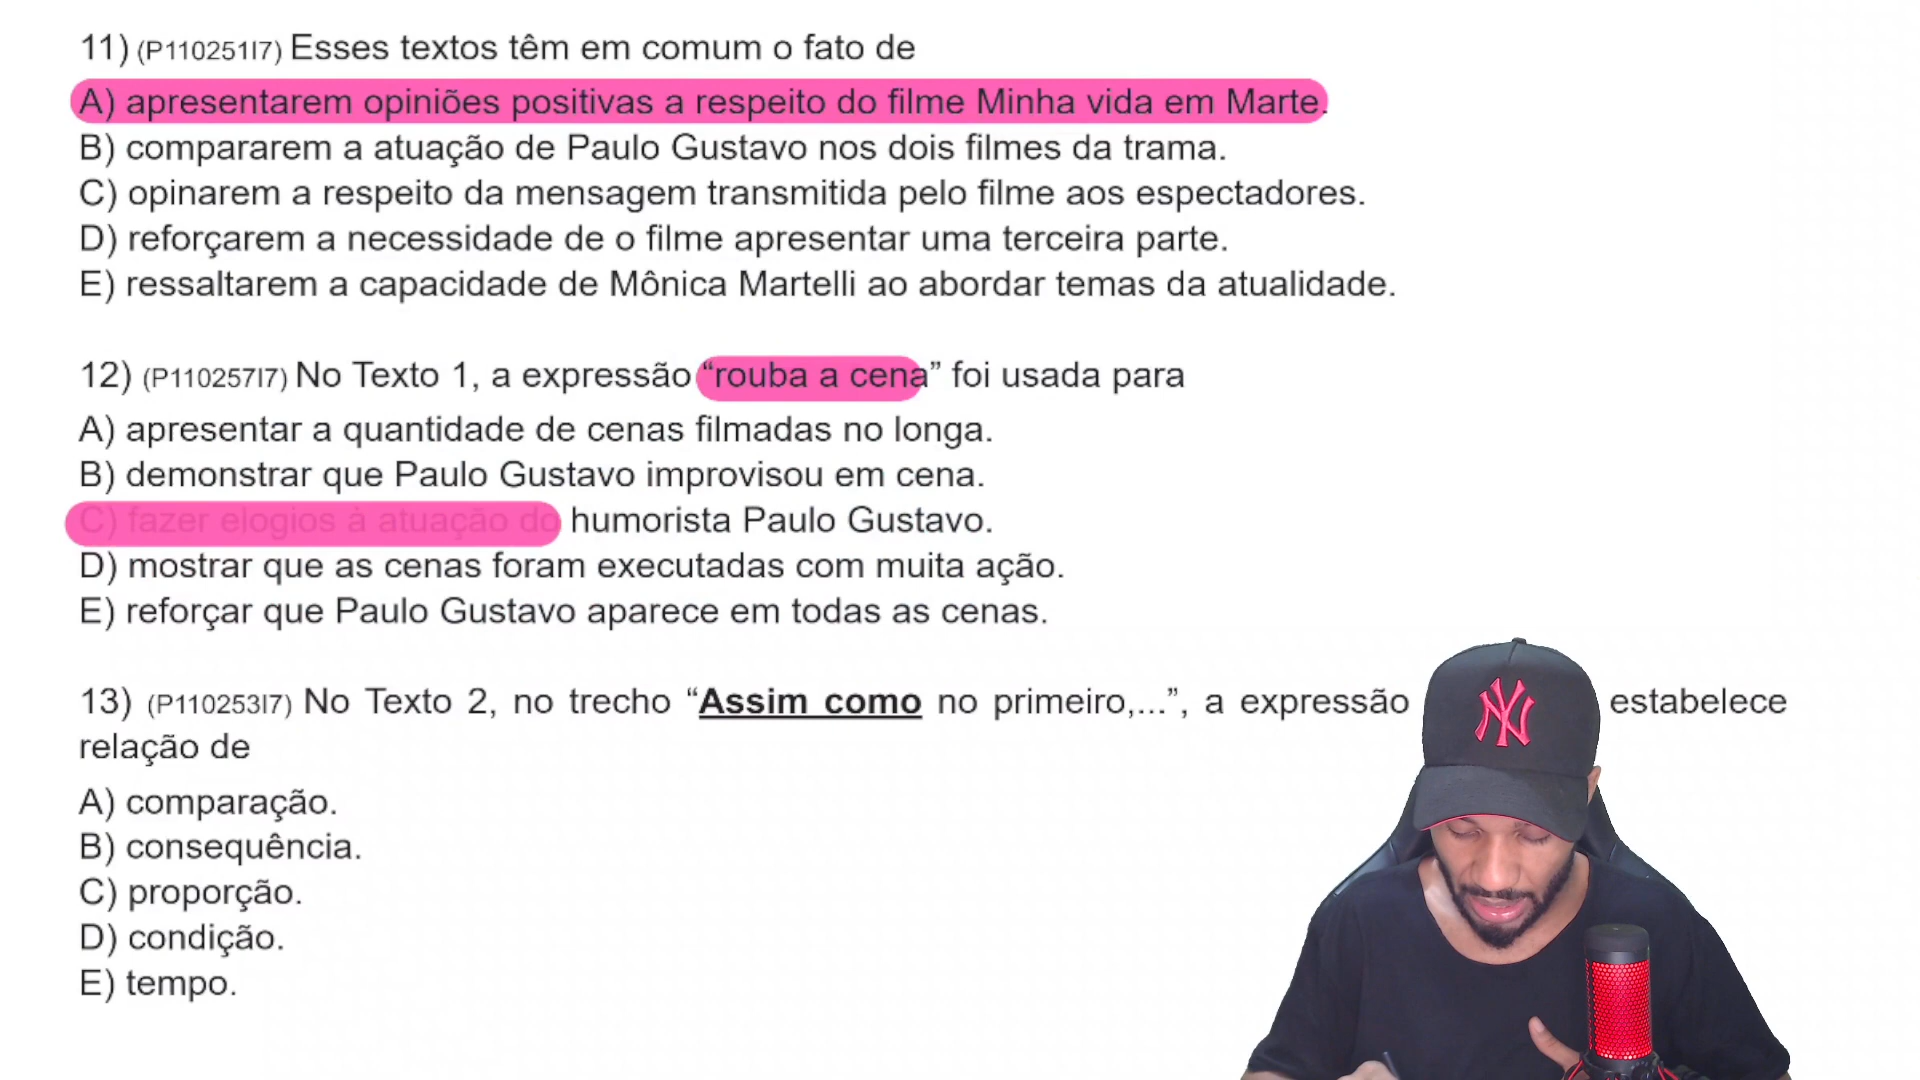 11) (P110251I7) Esses textos têm em comum o fato de
A) apresentarem opiniões positivas a respeito do filme Minha vida em Marte.
B) compararem a atuação de Paulo Gustavo nos dois filmes da trama.
C) opinarem a respeito da mensagem transmitida pelo filme aos espectadores.
D) reforçarem a necessidade de o filme apresentar uma terceira parte.
E) ressaltarem a capacidade de Mônica Martelli ao abordar temas da atualidade.
12) (P110257I7) No Texto 1, a expressão “rouba a cena” foi usada para
A) apresentar a quantidade de cenas filmadas no longa.
B) demonstrar que Paulo Gustavo improvisou em cena.
C) fazer elogios à atuação do humorista Paulo Gustavo.
D) mostrar que as cenas foram executadas com muita ação.
E) reforçar que Paulo Gustavo aparece em todas as cenas.
13) (P110253I7) No Texto 2, no trecho “Assim como no primeiro,...”, a expressão estabelece
relação de
A) comparação.
B) consequência.
C) proporção.
D) condição.
E) tempo.
NY